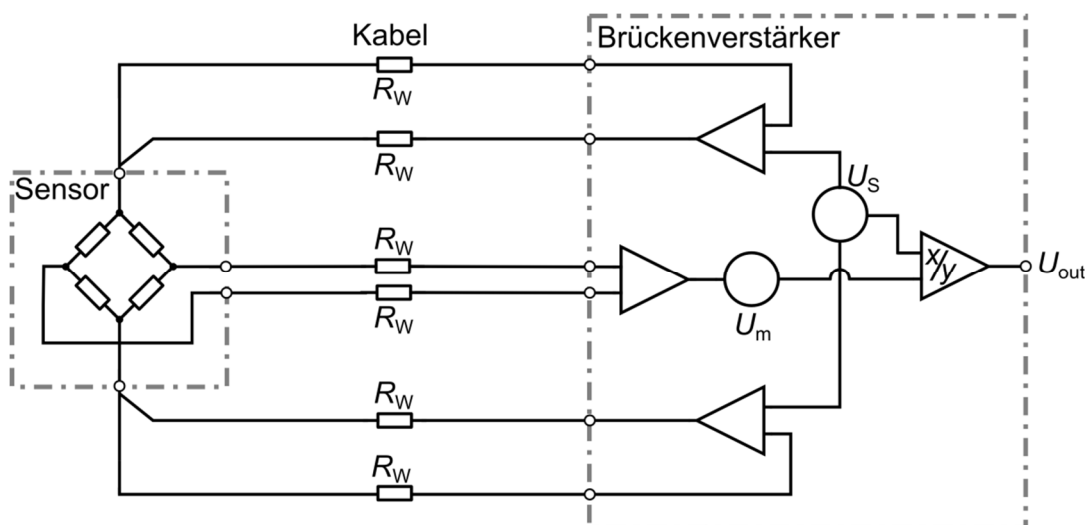 Kabel
Brückenverstärker
R_W
R_W
Sensor
U_S
R_W
x/y
U_out
R_W
U_m
R_W
R_W